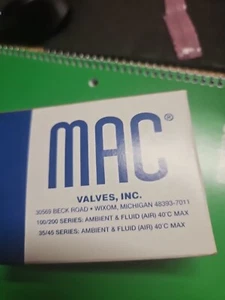 MAC®
VALVES, INC.
30569 BECK ROAD • WIXOM, MICHIGAN 48393-7011
100/200 SERIES: AMBIENT & FLUID (AIR) 40°C MAX
35/45 SERIES: AMBIENT & FLUID (AIR) 40°C MAX